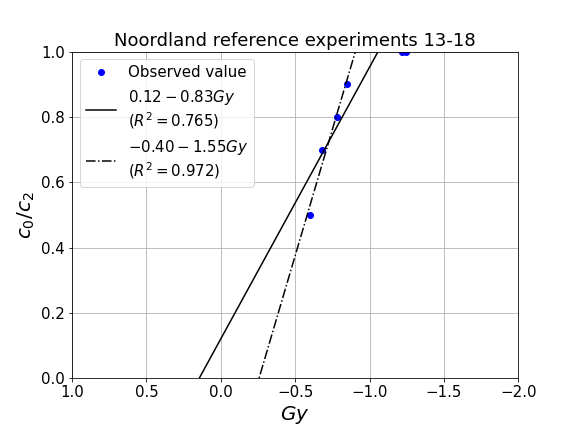 Noordland reference experiments 13-18
Observed value
0.12 − 0.83Gy
(R² = 0.765)
−0.40 − 1.55Gy
(R² = 0.972)
1.0
0.8
0.6
0.4
0.2
0.0
c₀/c₂
1.0 0.5 0.0 −0.5 −1.0 −1.5 −2.0
Gy